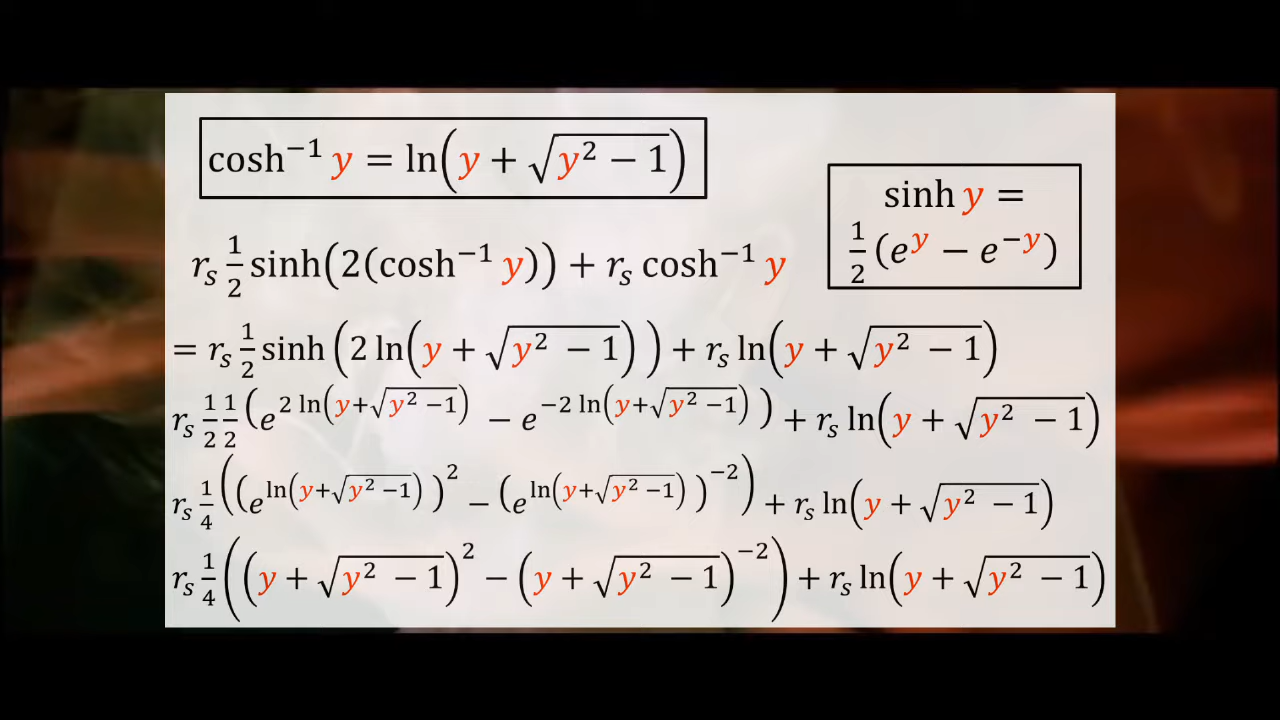 cosh⁻¹ y = ln(y + √(y² − 1))
sinh y =
½(e^y − e^(−y))
r_s ½ sinh(2(cosh⁻¹ y)) + r_s cosh⁻¹ y
= r_s ½ sinh(2 ln(y + √(y² − 1))) + r_s ln(y + √(y² − 1))
r_s ½ ½ (e^(2 ln(y+√(y² −1))) − e^(−2 ln(y+√(y² −1)))) + r_s ln(y + √(y² − 1))
r_s ¼ ((e^(ln(y+√(y² −1))))² − (e^(ln(y+√(y² −1))))⁻²) + r_s ln(y + √(y² − 1))
r_s ¼ ((y + √(y² − 1))² − (y + √(y² − 1))⁻²) + r_s ln(y + √(y² − 1))